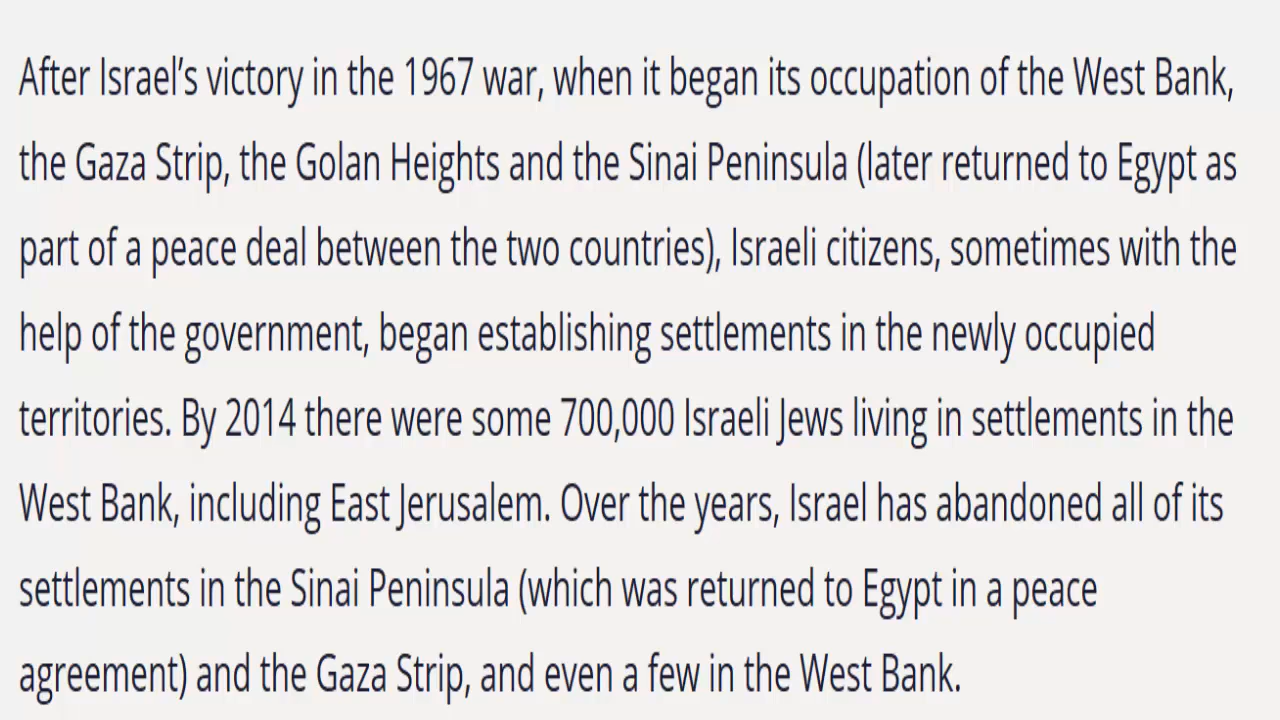 After Israel’s victory in the 1967 war, when it began its occupation of the West Bank,
the Gaza Strip, the Golan Heights and the Sinai Peninsula (later returned to Egypt as
part of a peace deal between the two countries), Israeli citizens, sometimes with the
help of the government, began establishing settlements in the newly occupied
territories. By 2014 there were some 700,000 Israeli Jews living in settlements in the
West Bank, including East Jerusalem. Over the years, Israel has abandoned all of its
settlements in the Sinai Peninsula (which was returned to Egypt in a peace
agreement) and the Gaza Strip, and even a few in the West Bank.